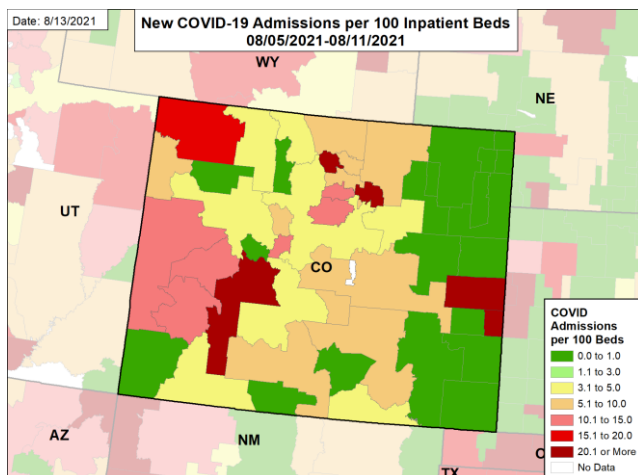 Date: 8/13/2021
New COVID-19 Admissions per 100 Inpatient Beds
08/05/2021-08/11/2021
WY
NE
UT
CO
COVID
Admissions
per 100 Beds
0.0 to 1.0
1.1 to 3.0
3.1 to 5.0
5.1 to 10.0
10.1 to 15.0
15.1 to 20.0
20.1 or More
No Data
AZ
NM
TX